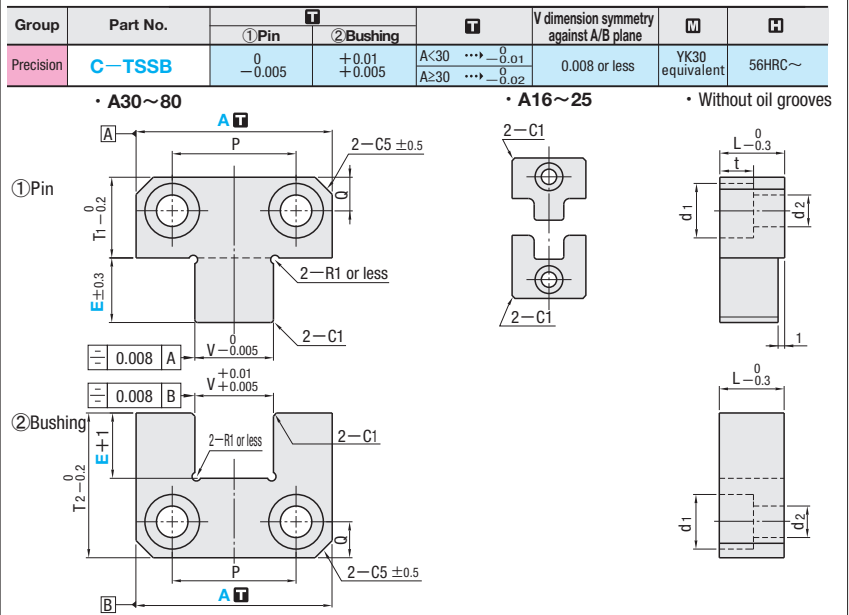 Group Part No. T T V dimension symmetry against A/B plane M H
①Pin ②Bushing
Precision C－TSSB 0 －0.005 ＋0.01 ＋0.005 A<30 ····▸ 0 －0.01 0.008 or less YK30 equivalent 56HRC～
A≥30 ····▸ 0 －0.02
・A30～80
・A16～25
・Without oil grooves
A
A T
P
2－C5 ±0.5
①Pin
T1 0 －0.2
Q
E±0.3
2－R1 or less
2－C1
V 0 －0.005
0.008 A
2－C1
2－C1
L 0 －0.3
t
d1
d2
1
0.008 B
V ＋0.01 ＋0.005
②Bushing
E＋1
2－R1 or less
2－C1
T2 0 －0.2
Q
P
2－C5 ±0.5
A T
B
L 0 －0.3
d1
d2